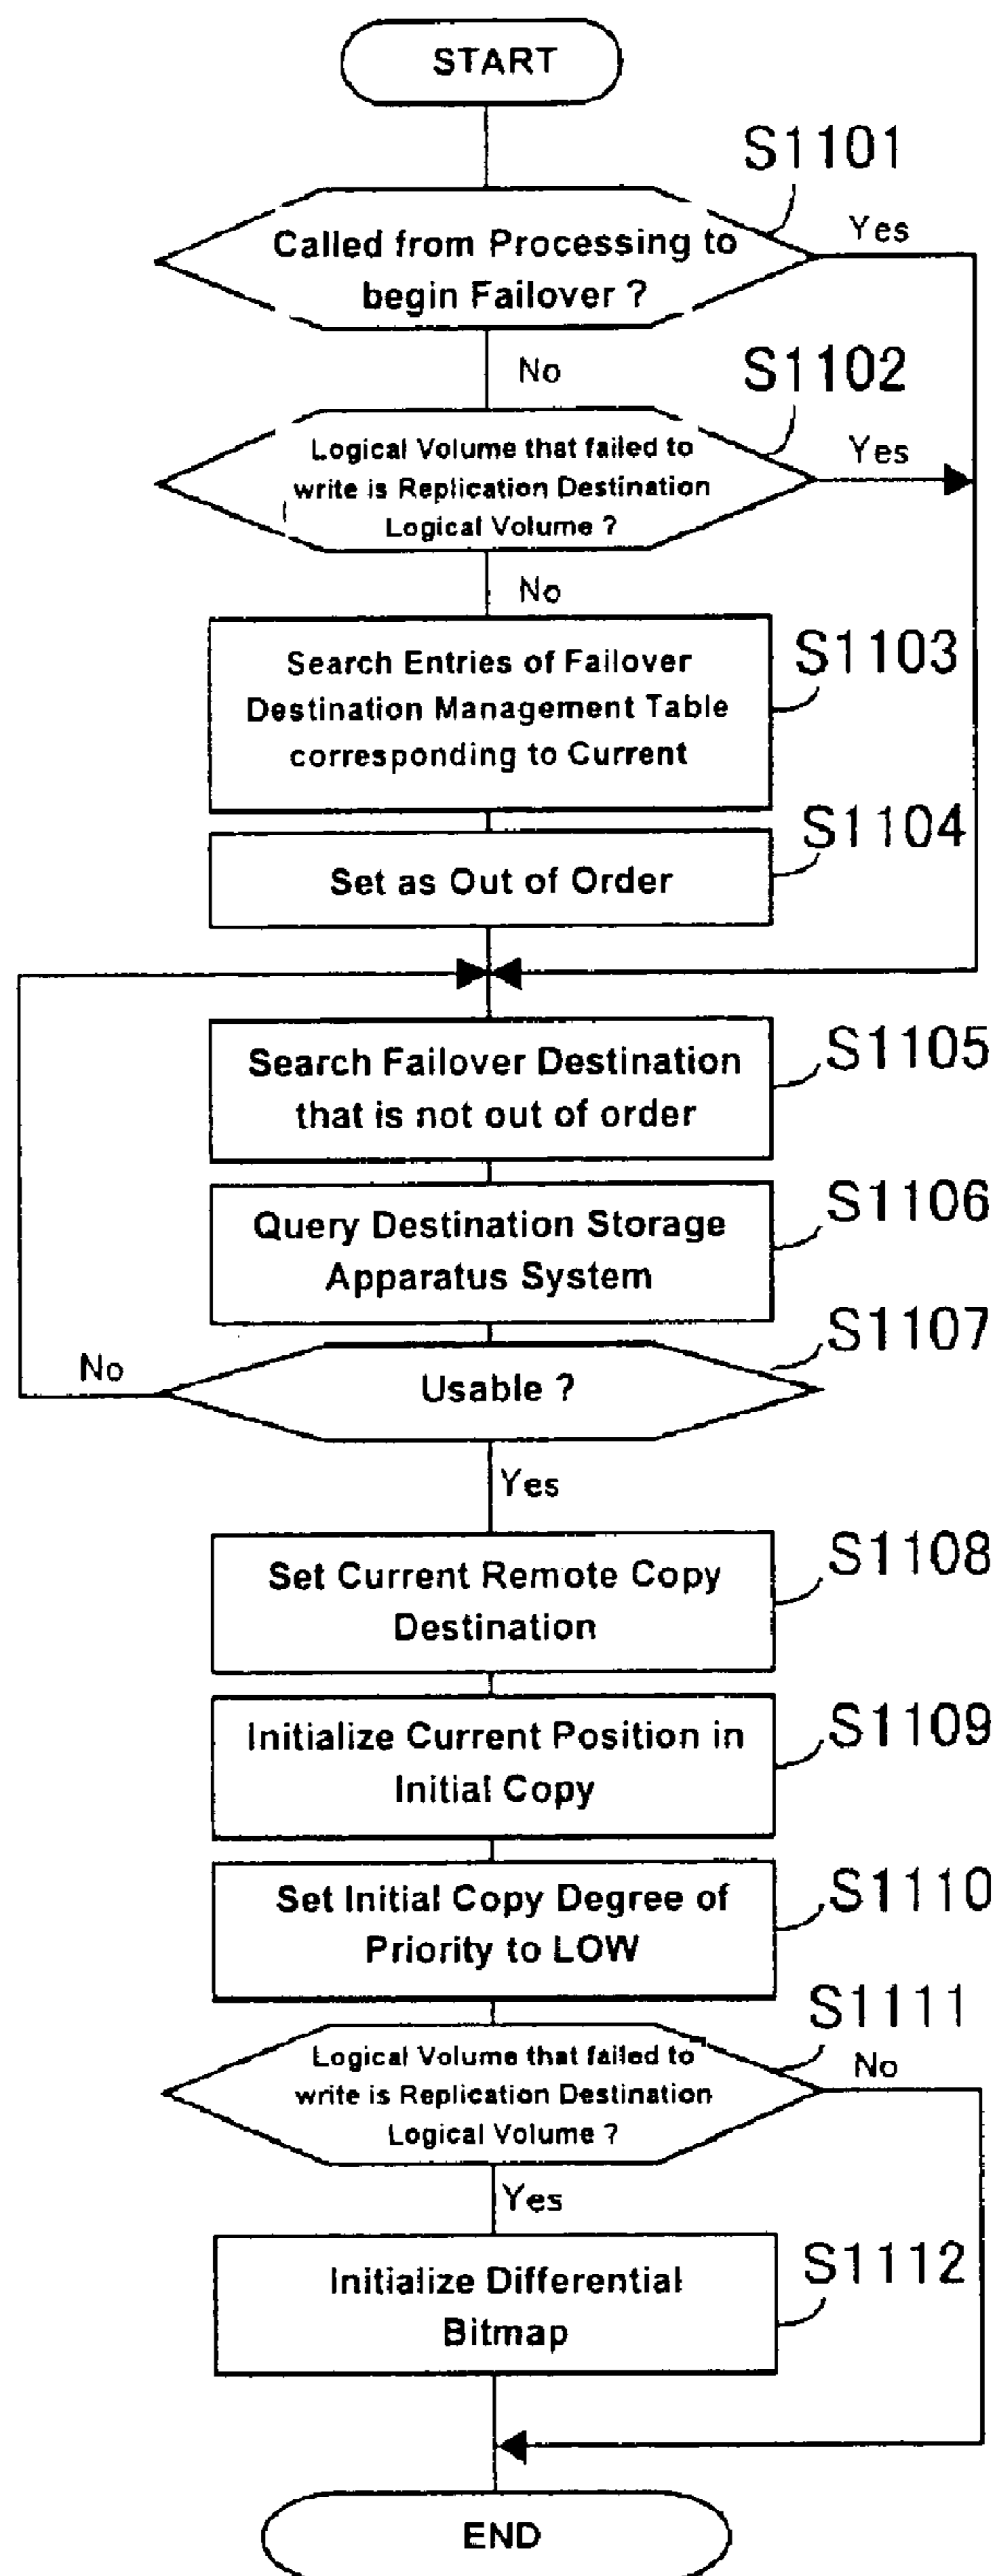 START
S1101
Called from Processing to
begin Failover ?
Yes
No
S1102
Logical Volume that failed to
write is Replication Destination
Logical Volume ?
Yes
No
S1103
Search Entries of Failover
Destination Management Table
corresponding to Current
S1104
Set as Out of Order
S1105
Search Failover Destination
that is not out of order
S1106
Query Destination Storage
Apparatus System
S1107
Usable ?
No
Yes
S1108
Set Current Remote Copy
Destination
S1109
Initialize Current Position in
Initial Copy
S1110
Set Initial Copy Degree of
Priority to LOW
S1111
Logical Volume that failed to
write is Replication Destination
Logical Volume ?
No
Yes
S1112
Initialize Differential
Bitmap
END